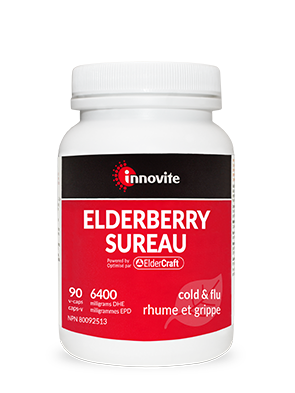 innovite
ELDERBERRY
SUREAU
Powered by
Optimisé par
ElderCraft
90
v-caps
caps-v
6400
milligrams DHE
milligrammes EPD
NPN 80092513
cold & flu
rhume et grippe